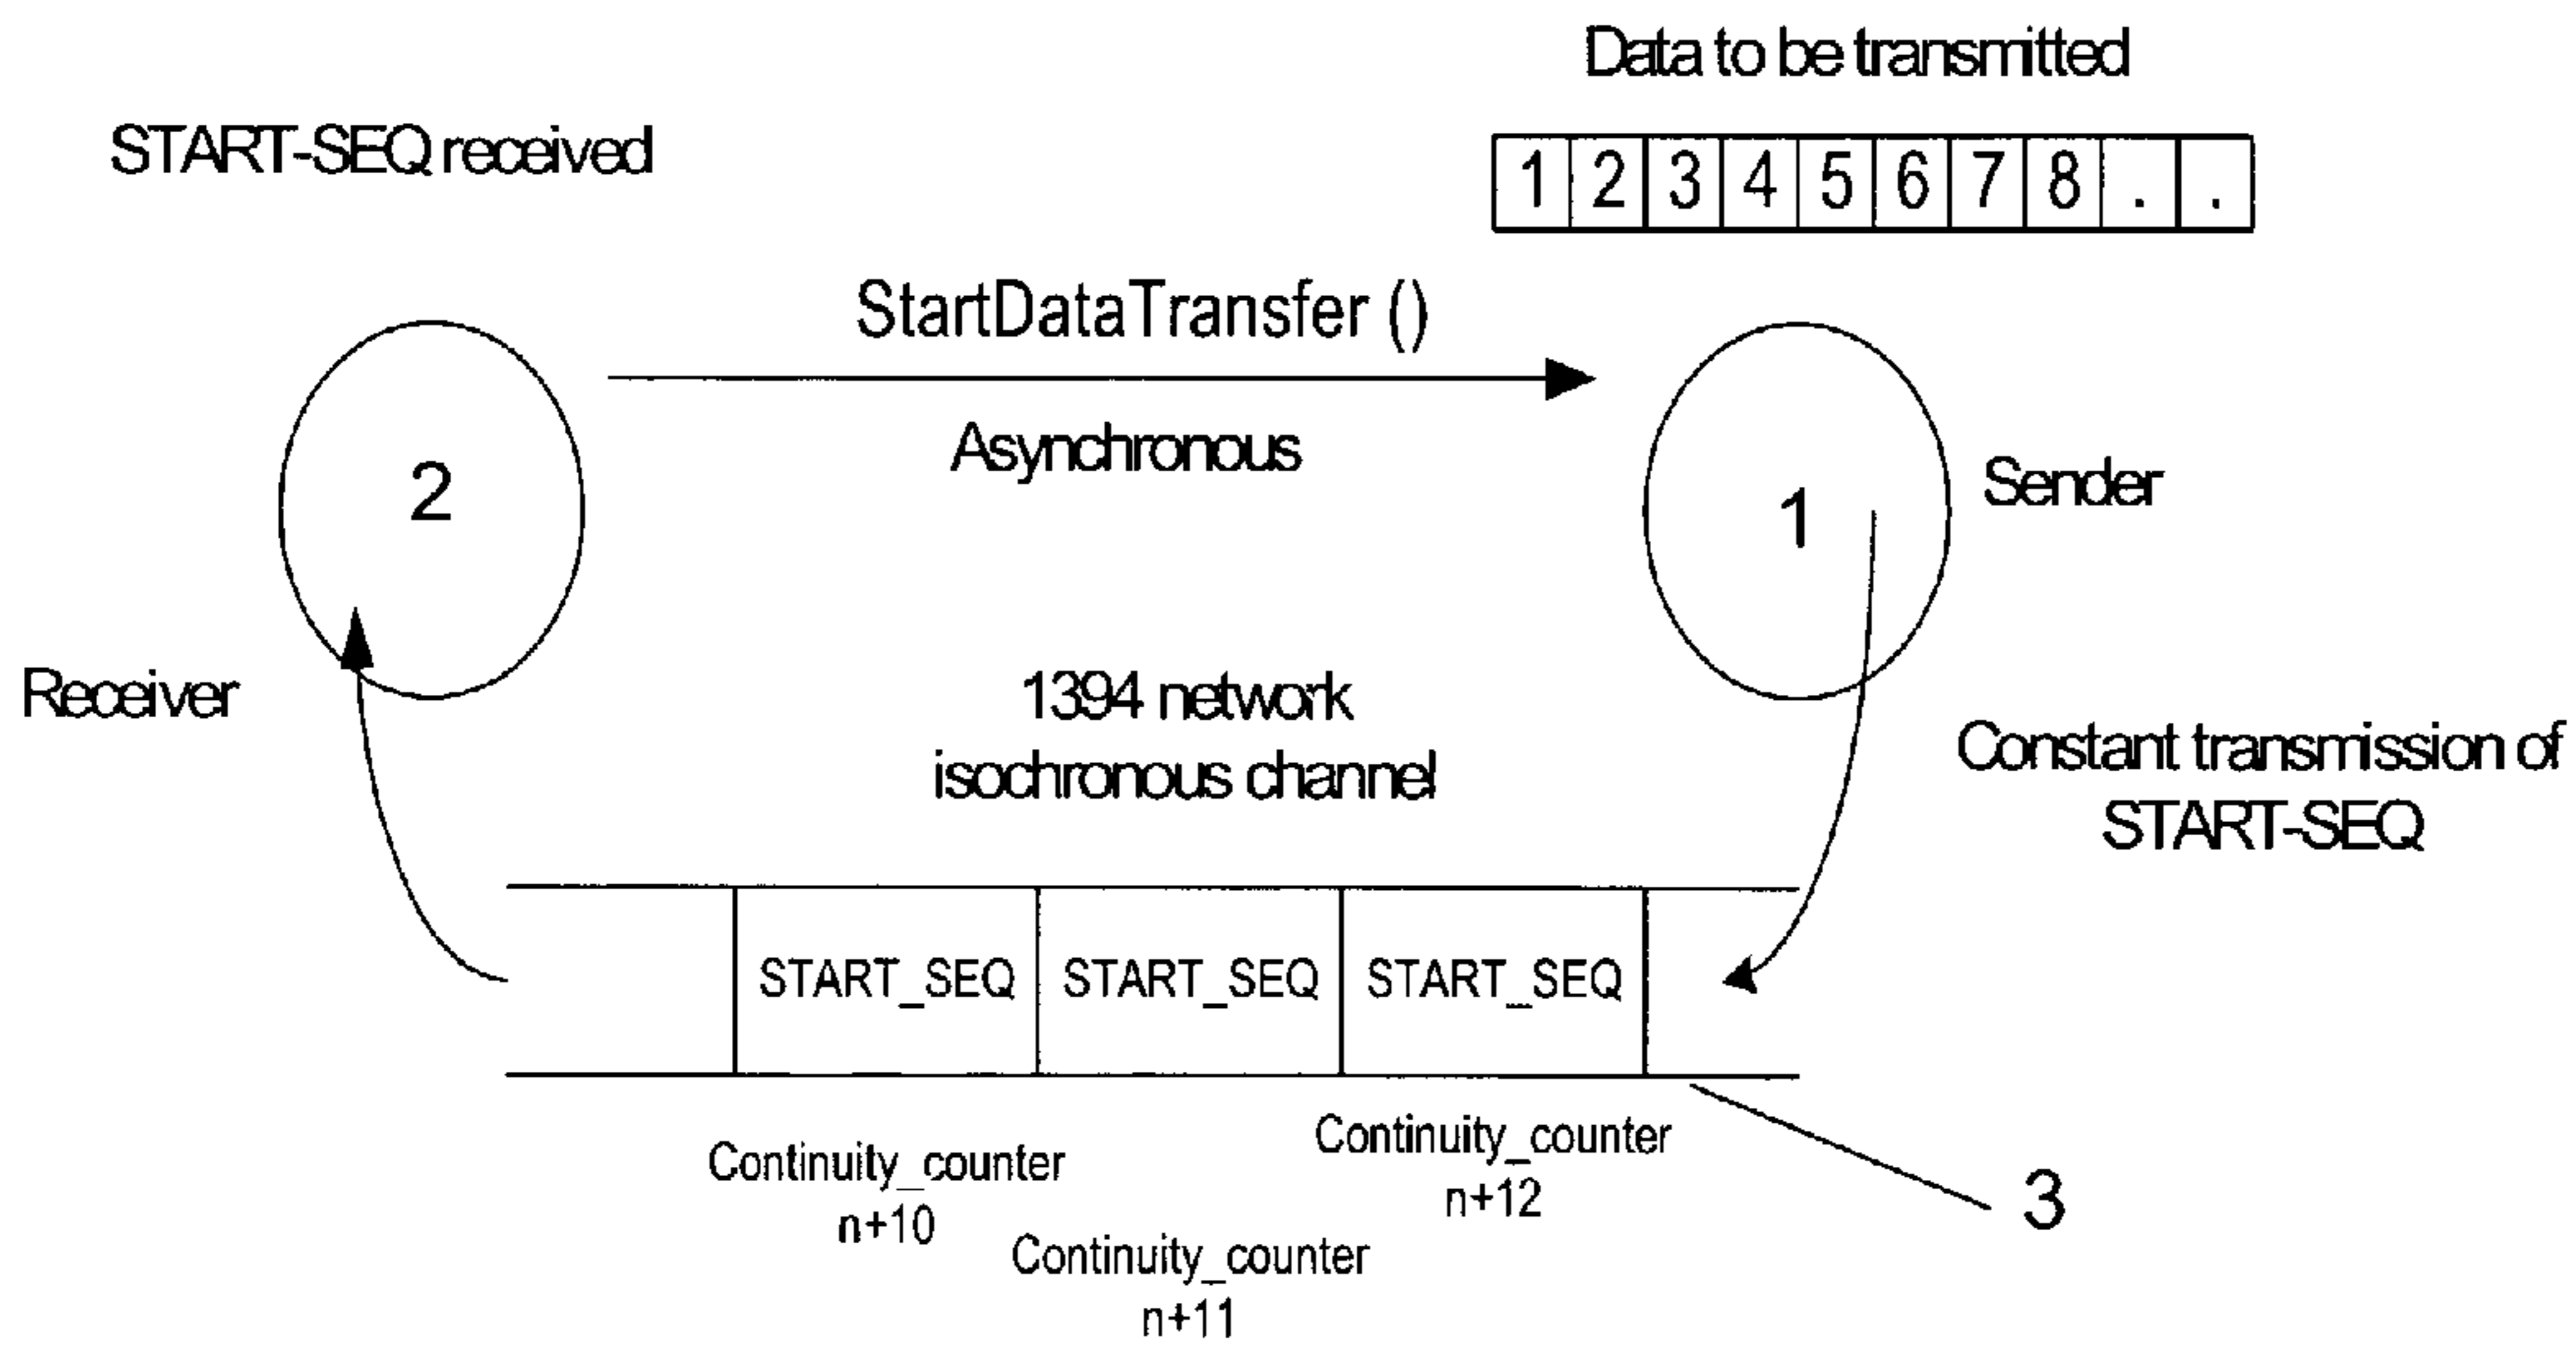 Data to be transmitted
START-SEQ received
1 2 3 4 5 6 7 8 . .
StartDataTransfer ()
Asynchronous
2
1
Sender
Receiver
1394 network
isochronous channel
Constant transmission of
START-SEQ
START_SEQ START_SEQ START_SEQ
Continuity_counter
n+10
Continuity_counter
n+11
Continuity_counter
n+12
3